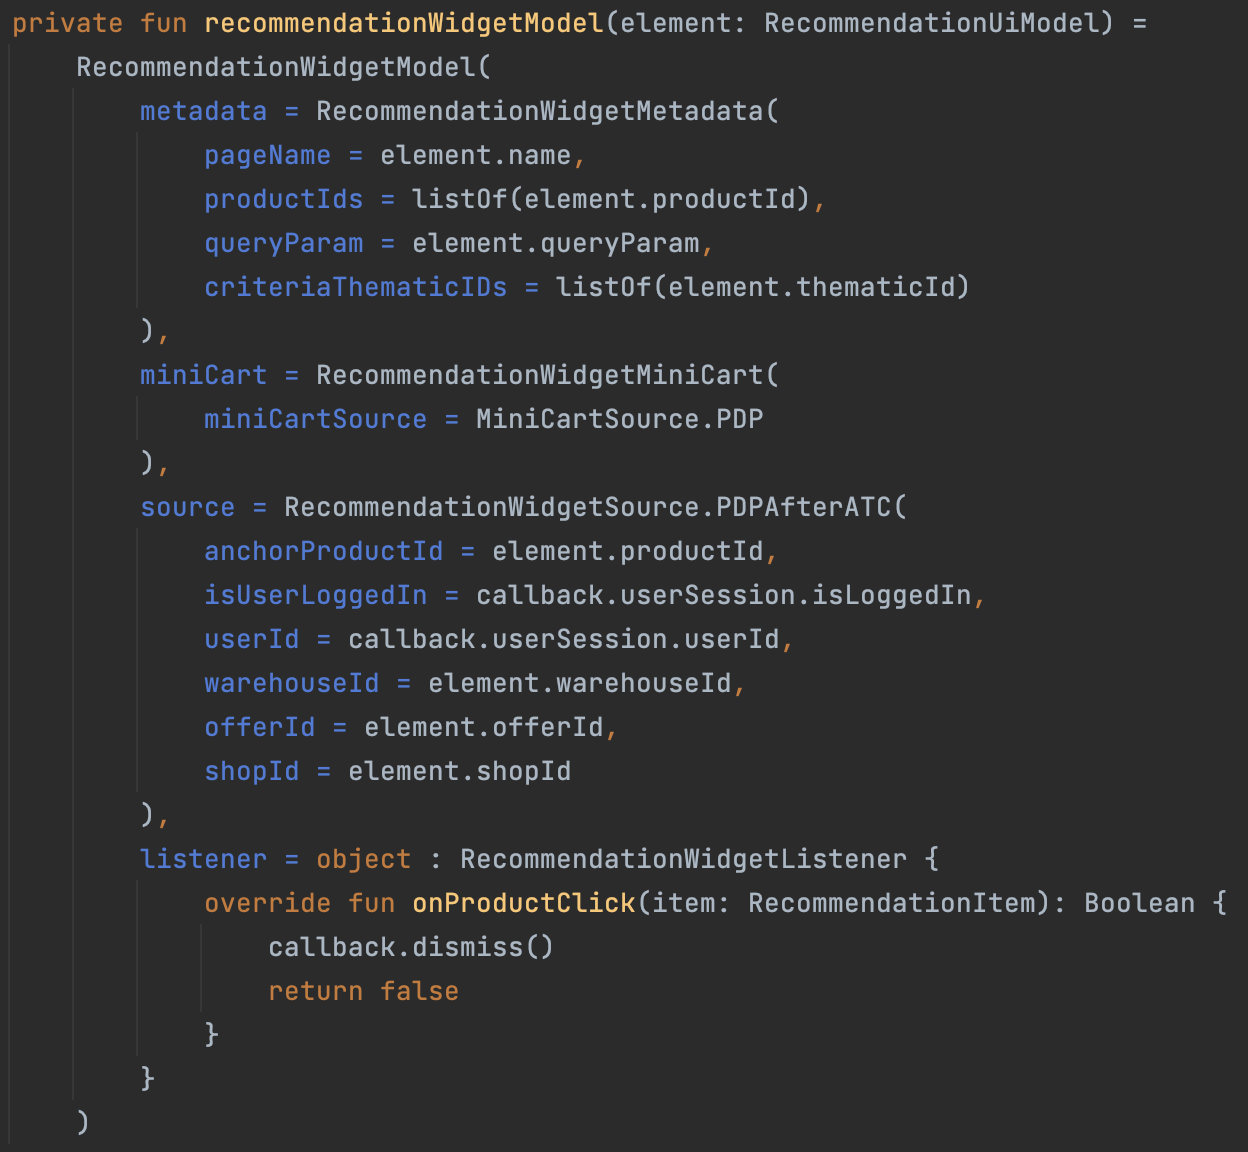 private fun recommendationWidgetModel(element: RecommendationUiModel) =
    RecommendationWidgetModel(
        metadata = RecommendationWidgetMetadata(
            pageName = element.name,
            productIds = listOf(element.productId),
            queryParam = element.queryParam,
            criteriaThematicIDs = listOf(element.thematicId)
        ),
        miniCart = RecommendationWidgetMiniCart(
            miniCartSource = MiniCartSource.PDP
        ),
        source = RecommendationWidgetSource.PDPAfterATC(
            anchorProductId = element.productId,
            isUserLoggedIn = callback.userSession.isLoggedIn,
            userId = callback.userSession.userId,
            warehouseId = element.warehouseId,
            offerId = element.offerId,
            shopId = element.shopId
        ),
        listener = object : RecommendationWidgetListener {
            override fun onProductClick(item: RecommendationItem): Boolean {
                callback.dismiss()
                return false
            }
        }
    )